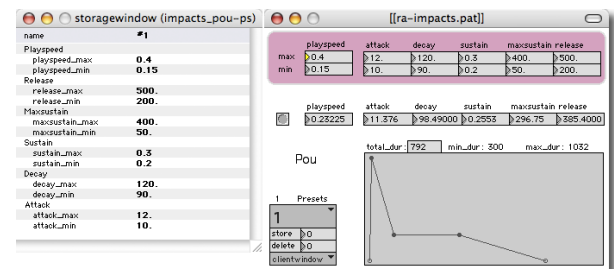 storagewindow (impacts_pou-ps)
name #1
Playspeed
playspeed_max 0.4
playspeed_min 0.15
Release
release_max 500.
release_min 200.
Maxsustain
maxsustain_max 400.
maxsustain_min 50.
Sustain
sustain_max 0.3
sustain_min 0.2
Decay
decay_max 120.
decay_min 90.
Attack
attack_max 12.
attack_min 10.
[[ra-impacts.pat]]
playspeed attack decay sustain maxsustain release
max 0.4 12. 120. 0.3 400. 500.
min 0.15 10. 90. 0.2 50. 200.
playspeed attack decay sustain maxsustain release
0.23225 11.376 98.49000 0.2553 296.75 385.4000
total_dur: 792 min_dur: 300 max_dur: 1032
Pou
1 Presets
1
store 0
delete 0
clientwindow